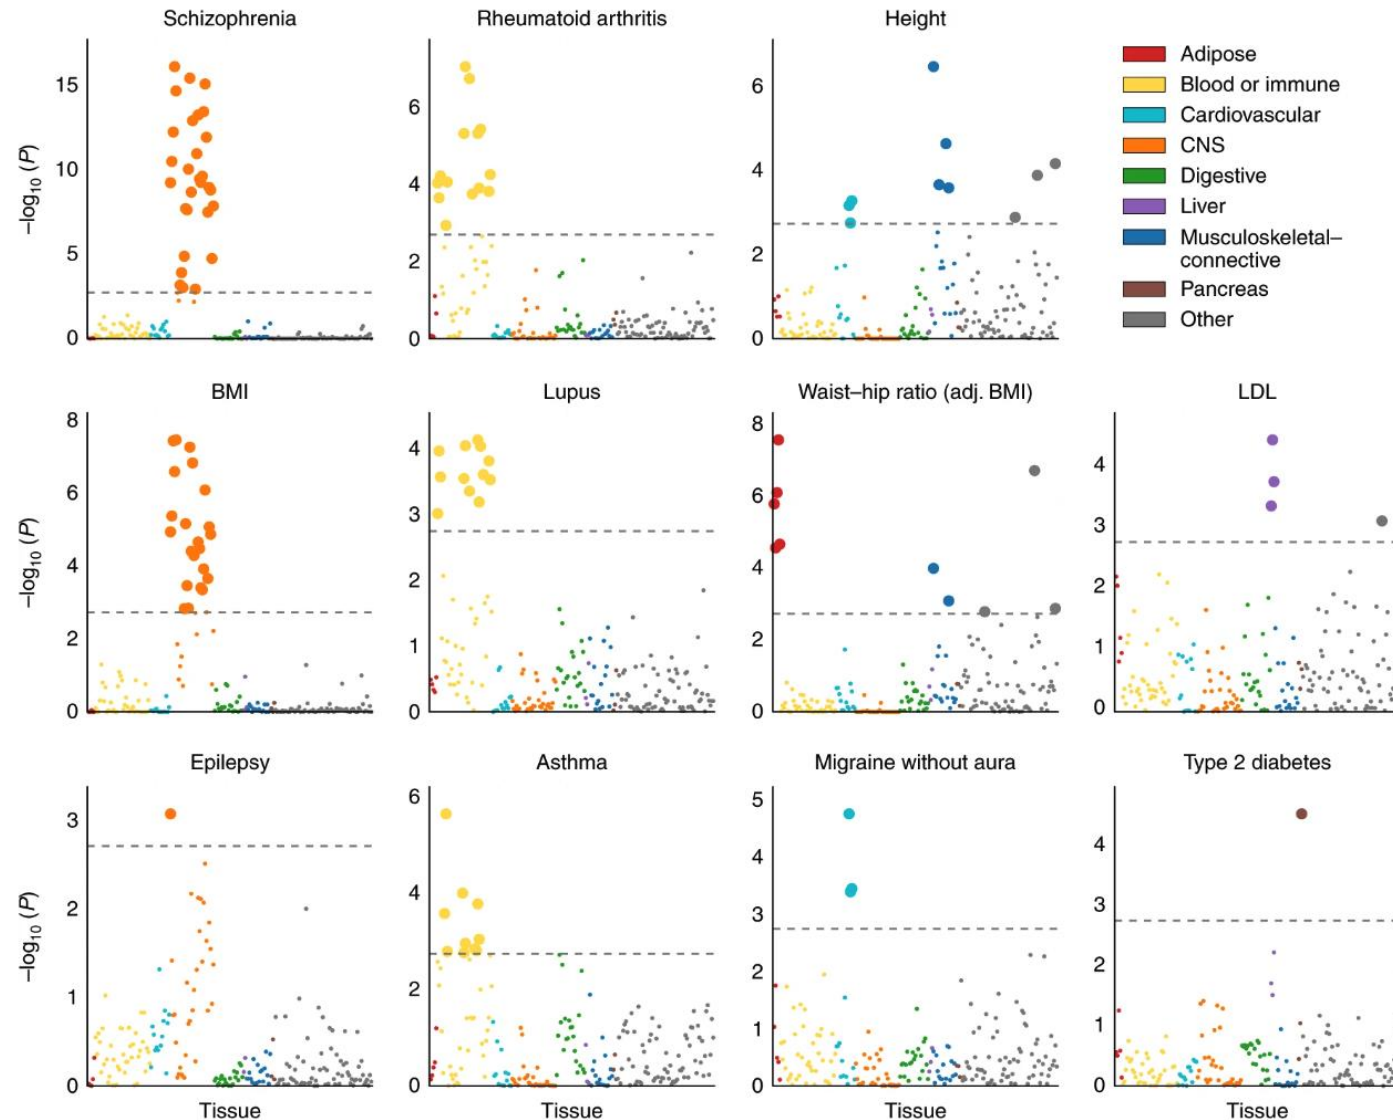 Schizophrenia
Rheumatoid arthritis
Height
−log10 (P)
15
10
5
0
6
4
2
0
6
4
2
0
Adipose
Blood or immune
Cardiovascular
CNS
Digestive
Liver
Musculoskeletal–
connective
Pancreas
Other
BMI
Lupus
Waist–hip ratio (adj. BMI)
LDL
−log10 (P)
8
6
4
2
0
4
3
2
1
0
8
6
4
2
0
4
3
2
1
0
Epilepsy
Asthma
Migraine without aura
Type 2 diabetes
−log10 (P)
3
2
1
0
6
4
2
0
5
4
3
2
1
0
4
3
2
1
0
Tissue
Tissue
Tissue
Tissue